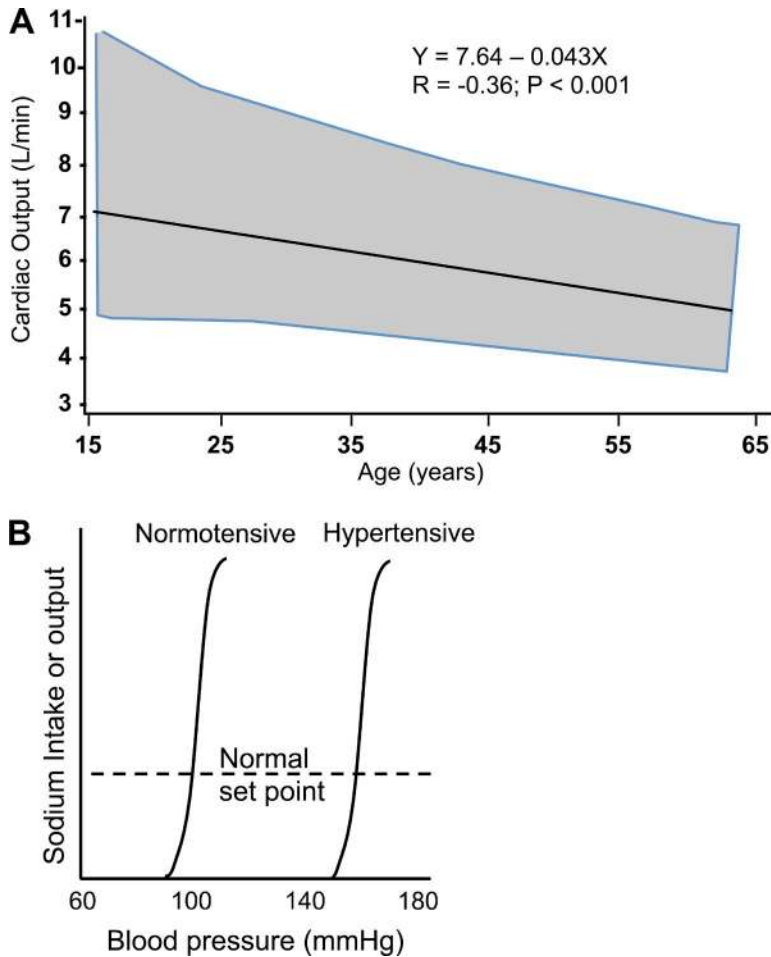 A
Y = 7.64 – 0.043X
R = -0.36; P < 0.001
Cardiac Output (L/min)
11
10
9
8
7
6
5
4
3
15 25 35 45 55 65
Age (years)
B
Normotensive Hypertensive
Sodium Intake or output
Normal
set point
60 100 140 180
Blood pressure (mmHg)